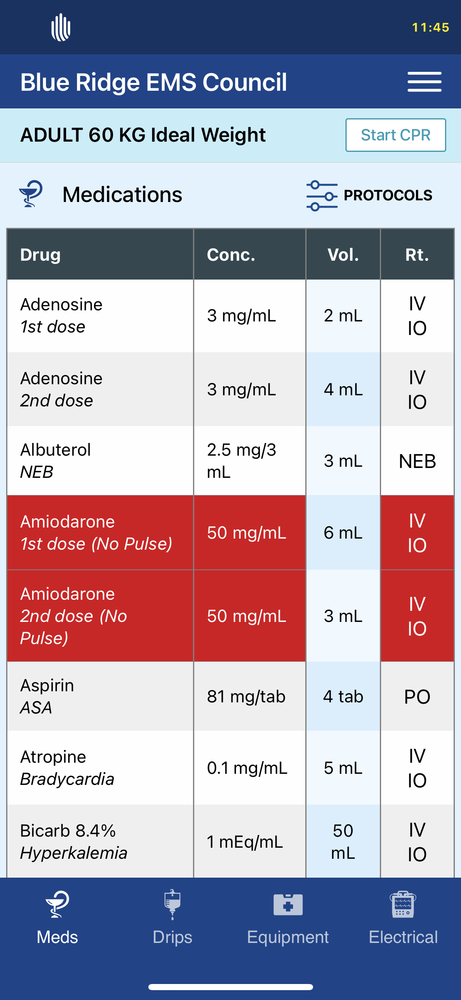 11:45
Blue Ridge EMS Council
ADULT 60 KG Ideal Weight
Start CPR
Medications
PROTOCOLS
Drug Conc. Vol. Rt.
Adenosine
1st dose
3 mg/mL
2 mL
IV
IO
Adenosine
2nd dose
3 mg/mL
4 mL
IV
IO
Albuterol
NEB
2.5 mg/3
mL
3 mL
NEB
Amiodarone
1st dose (No Pulse)
50 mg/mL
6 mL
IV
IO
Amiodarone
2nd dose (No
Pulse)
50 mg/mL
3 mL
IV
IO
Aspirin
ASA
81 mg/tab
4 tab
PO
Atropine
Bradycardia
0.1 mg/mL
5 mL
IV
IO
Bicarb 8.4%
Hyperkalemia
1 mEq/mL
50
mL
IV
IO
Meds
Drips
Equipment
Electrical